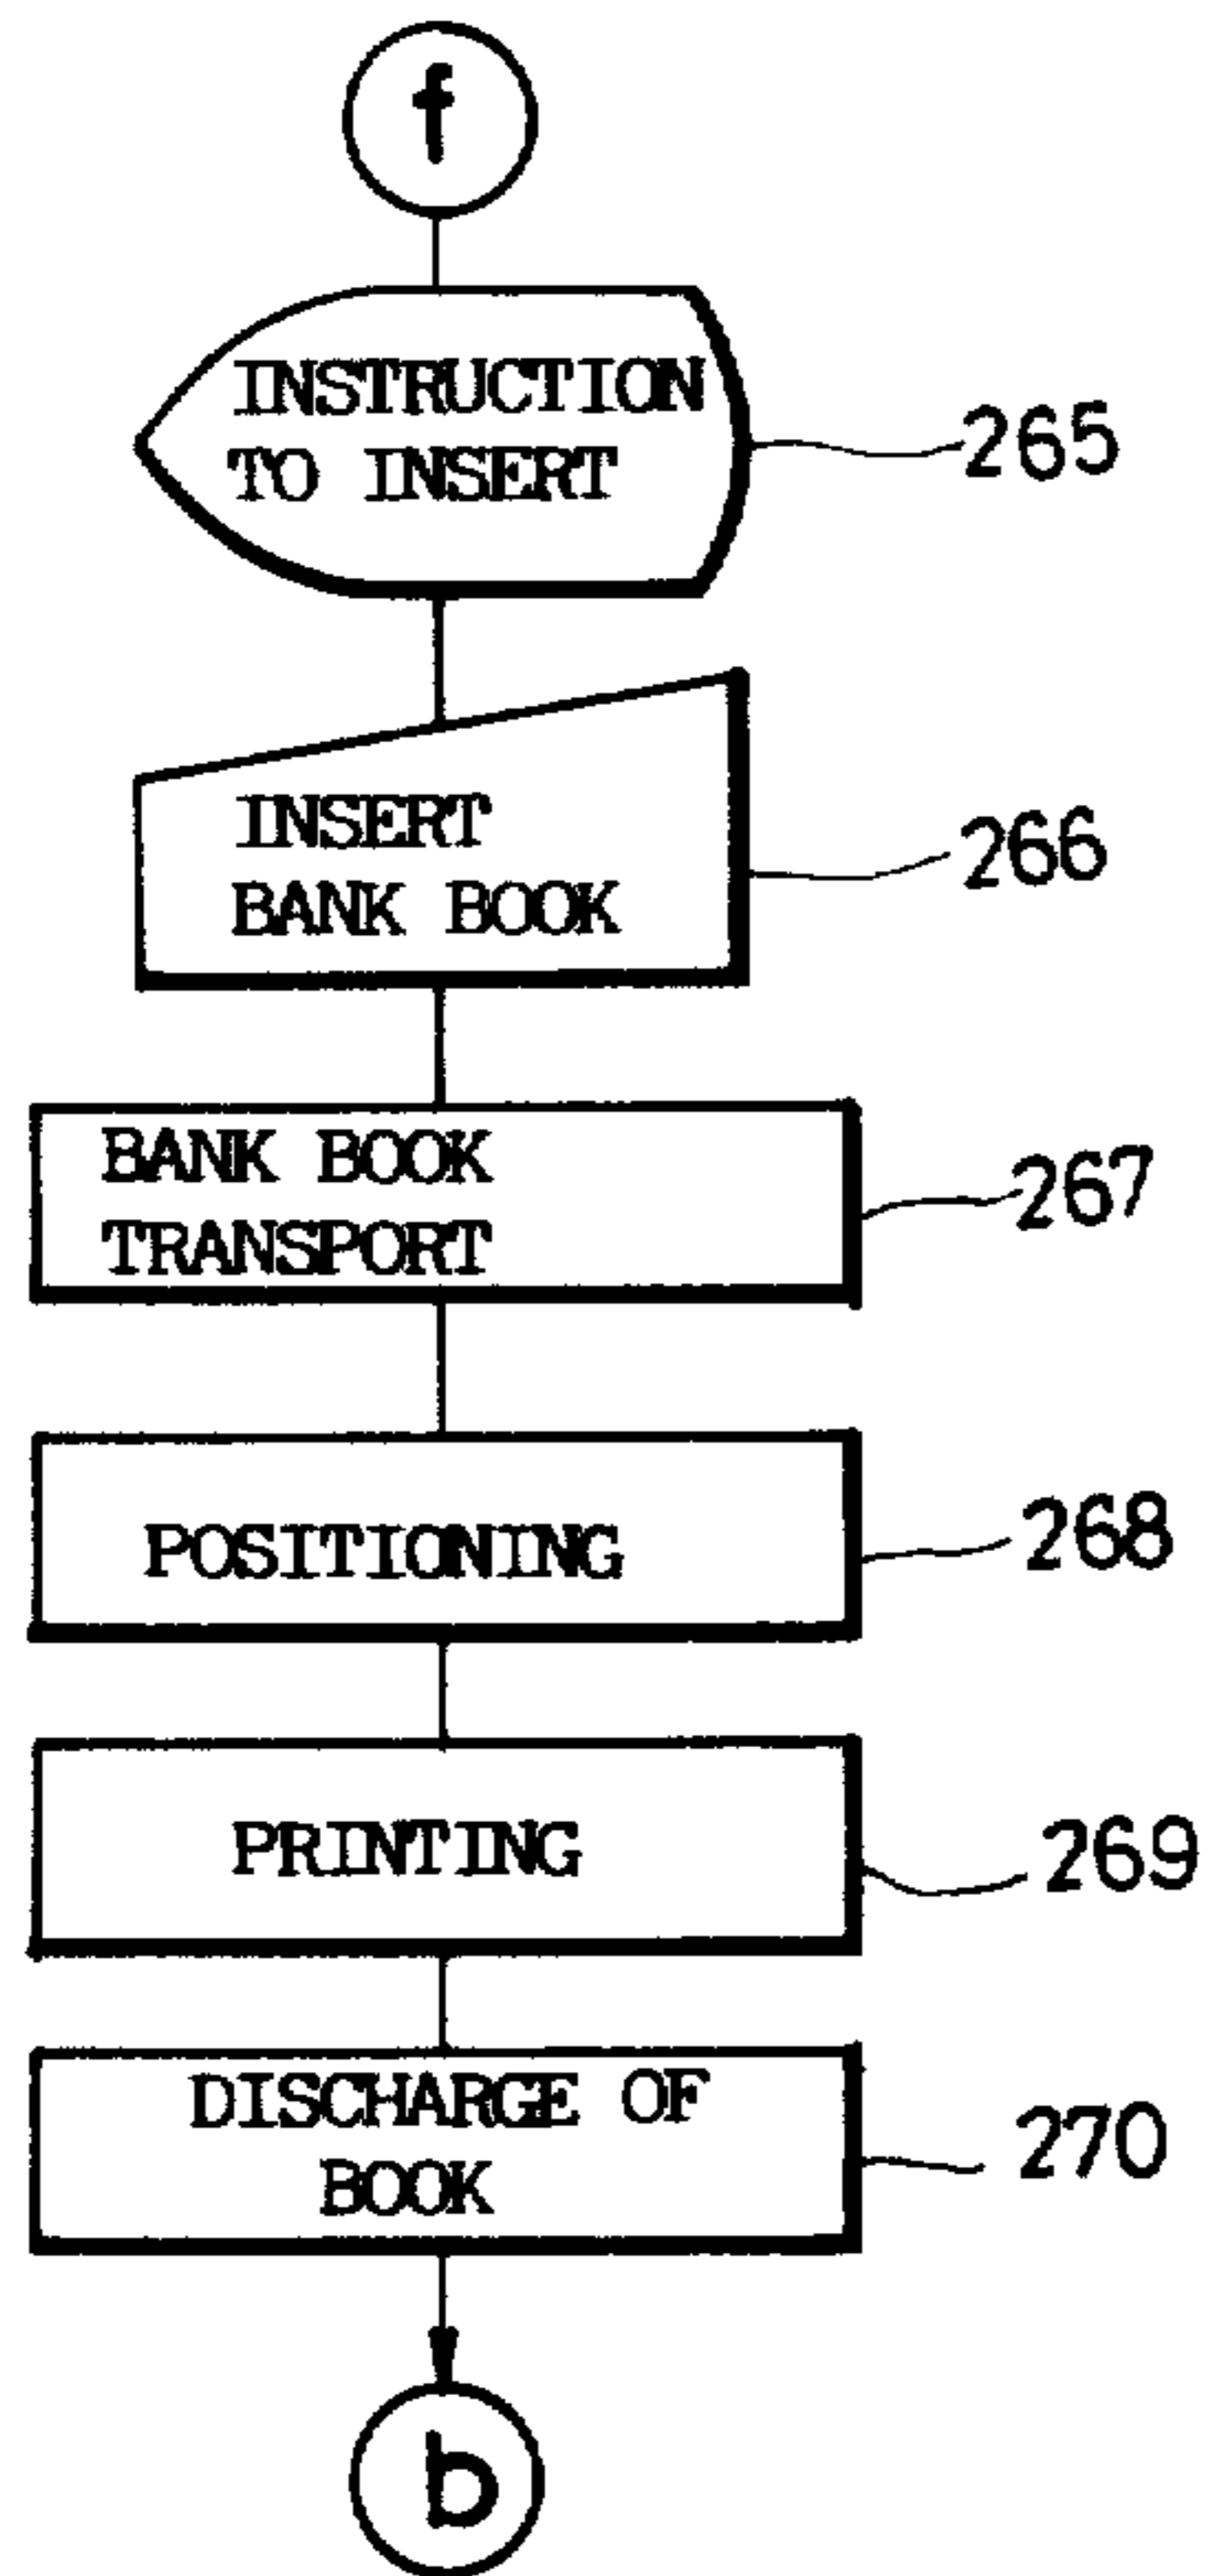 f
INSTRUCTION
TO INSERT
265
INSERT
BANK BOOK
266
BANK BOOK
TRANSPORT
267
POSITIONING
268
PRINTING
269
DISCHARGE OF
BOOK
270
b